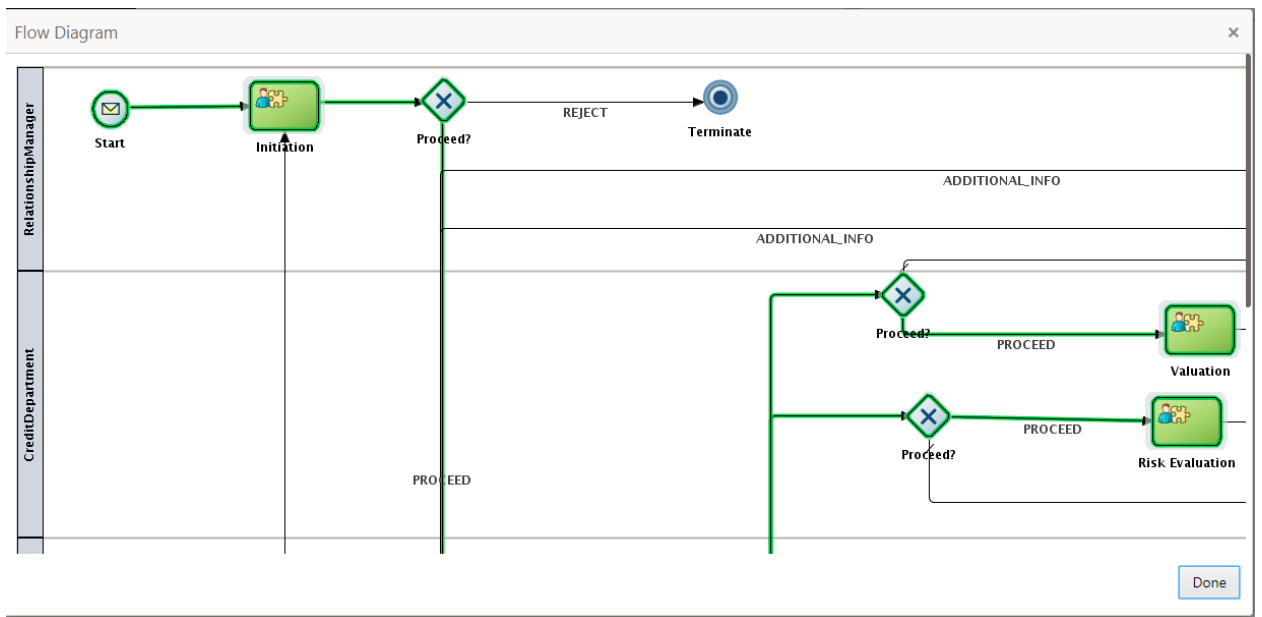 Flow Diagram
×
RelationshipManager
Start
Initiation
Proceed?
REJECT
Terminate
ADDITIONAL_INFO
ADDITIONAL_INFO
CreditDepartment
Proceed?
PROCEED
Valuation
Proceed?
PROCEED
Risk Evaluation
PROCEED
Done